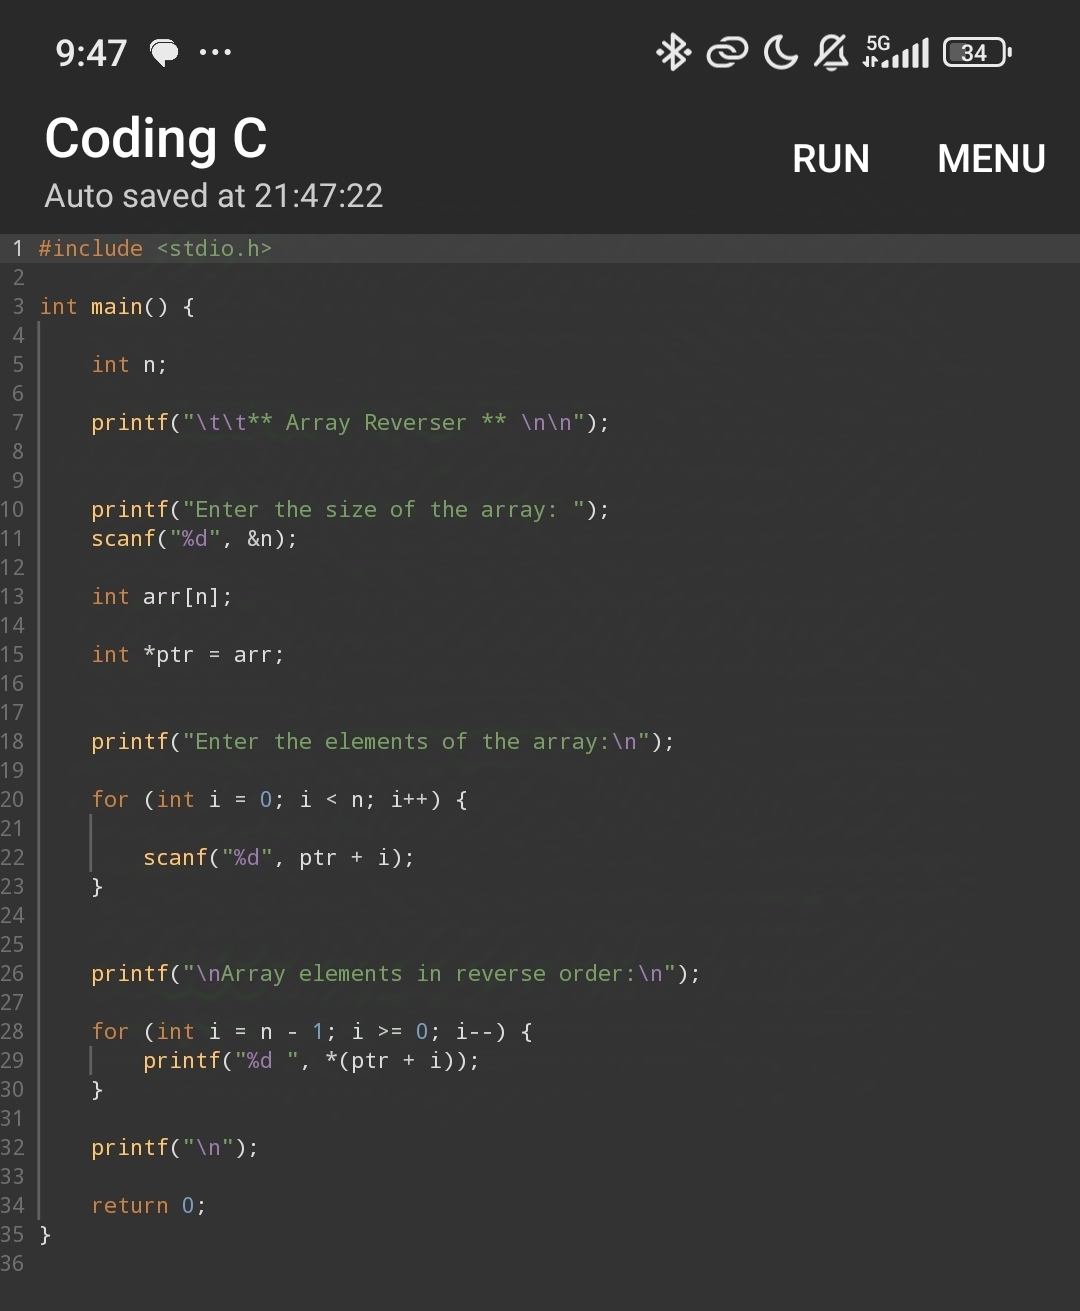 9:47 ... 5G 34
Coding C
RUN MENU
Auto saved at 21:47:22
1 #include <stdio.h>
2
3 int main() {
4
5     int n;
6
7     printf("\t\t** Array Reverser ** \n\n");
8
9
10     printf("Enter the size of the array: ");
11     scanf("%d", &n);
12
13     int arr[n];
14
15     int *ptr = arr;
16
17
18     printf("Enter the elements of the array:\n");
19
20     for (int i = 0; i < n; i++) {
21
22         scanf("%d", ptr + i);
23     }
24
25
26     printf("\nArray elements in reverse order:\n");
27
28     for (int i = n - 1; i >= 0; i--) {
29         printf("%d ", *(ptr + i));
30     }
31
32     printf("\n");
33
34     return 0;
35 }
36